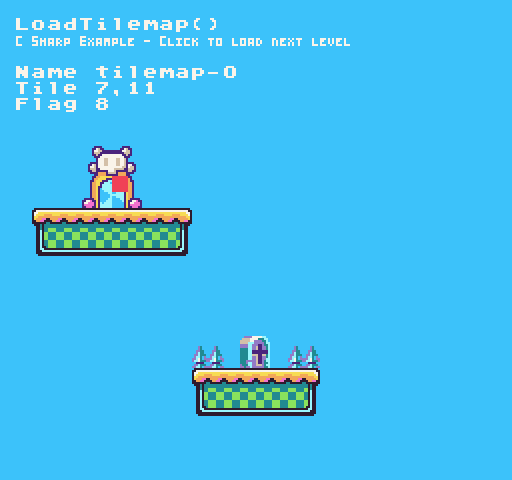 LoadTilemap()
C Sharp Example - Click to load next level
Name tilemap-0
Tile 7,11
Flag 8